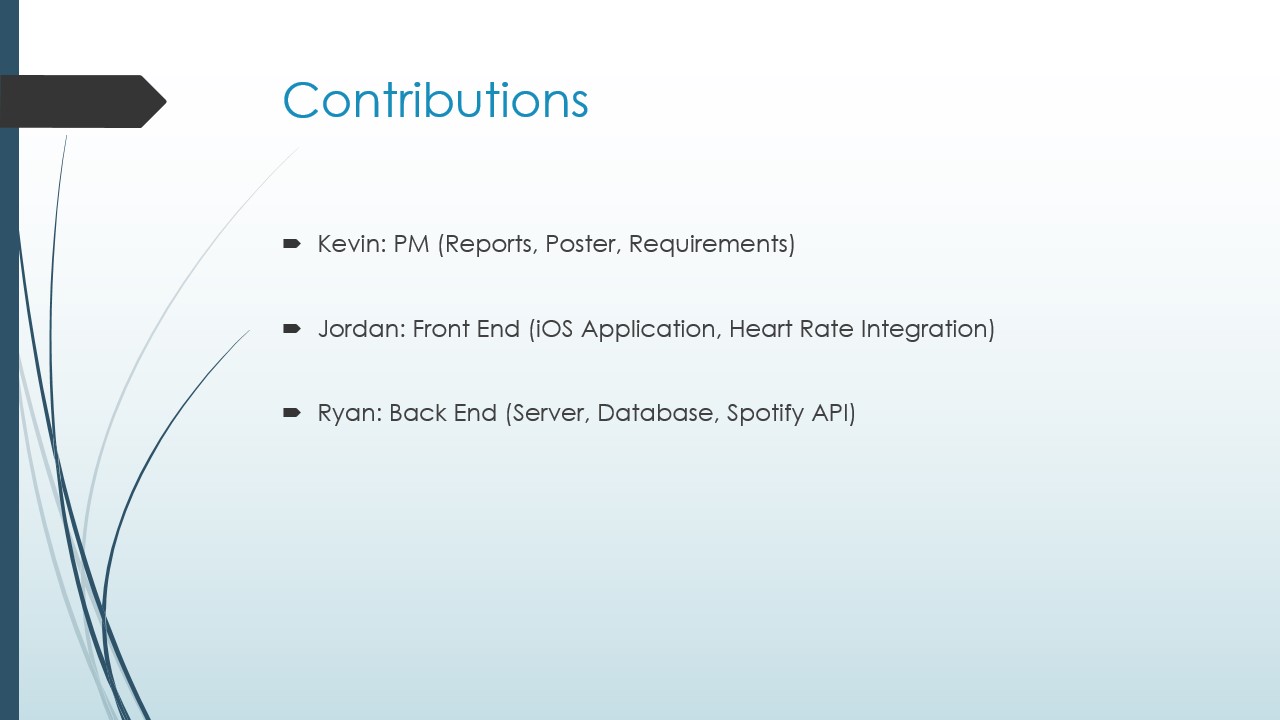 Contributions
Kevin: PM (Reports, Poster, Requirements)
Jordan: Front End (iOS Application, Heart Rate Integration)
Ryan: Back End (Server, Database, Spotify API)